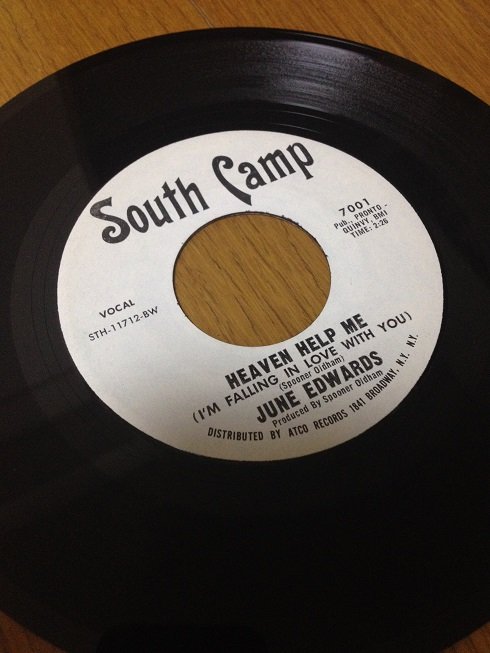 South Camp
7001
Pub., PRONTO -
QUINVY, BMI
TIME: 2:26
VOCAL
STH-11712-BW
HEAVEN HELP ME
(I'M FALLING IN LOVE WITH YOU)
(Spooner Oldham)
JUNE EDWARDS
Produced By Spooner Oldham
DISTRIBUTED BY ATCO RECORDS 1841 BROADWAY, N.Y. N.Y.